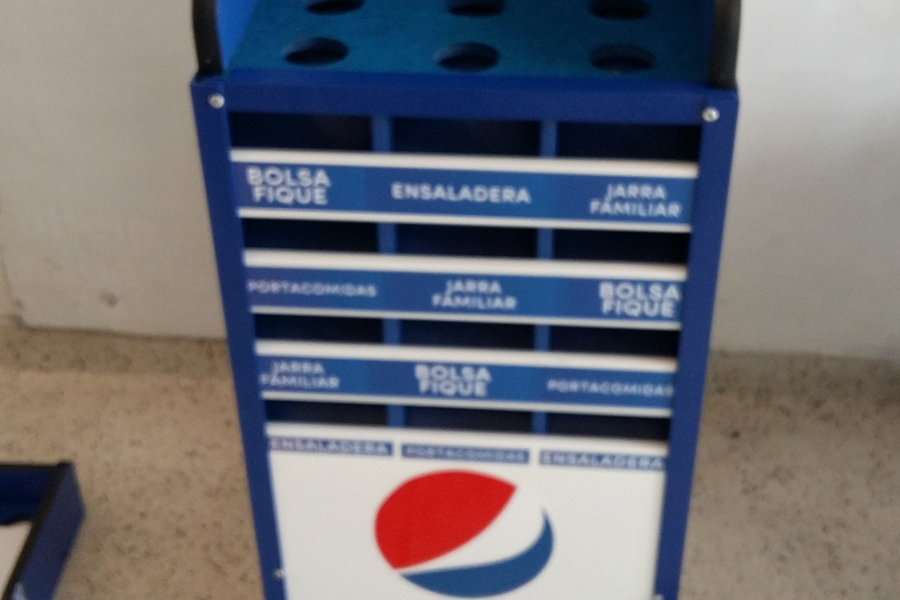 BOLSA
FIQUE
ENSALADERA
JARRA
FAMILIAR
PORTACOMIDAS
JARRA
FAMILIAR
BOLSA
FIQUE
JARRA
FAMILIAR
BOLSA
FIQUE
PORTACOMIDAS
ENSALADERA
PORTACOMIDAS
ENSALADERA